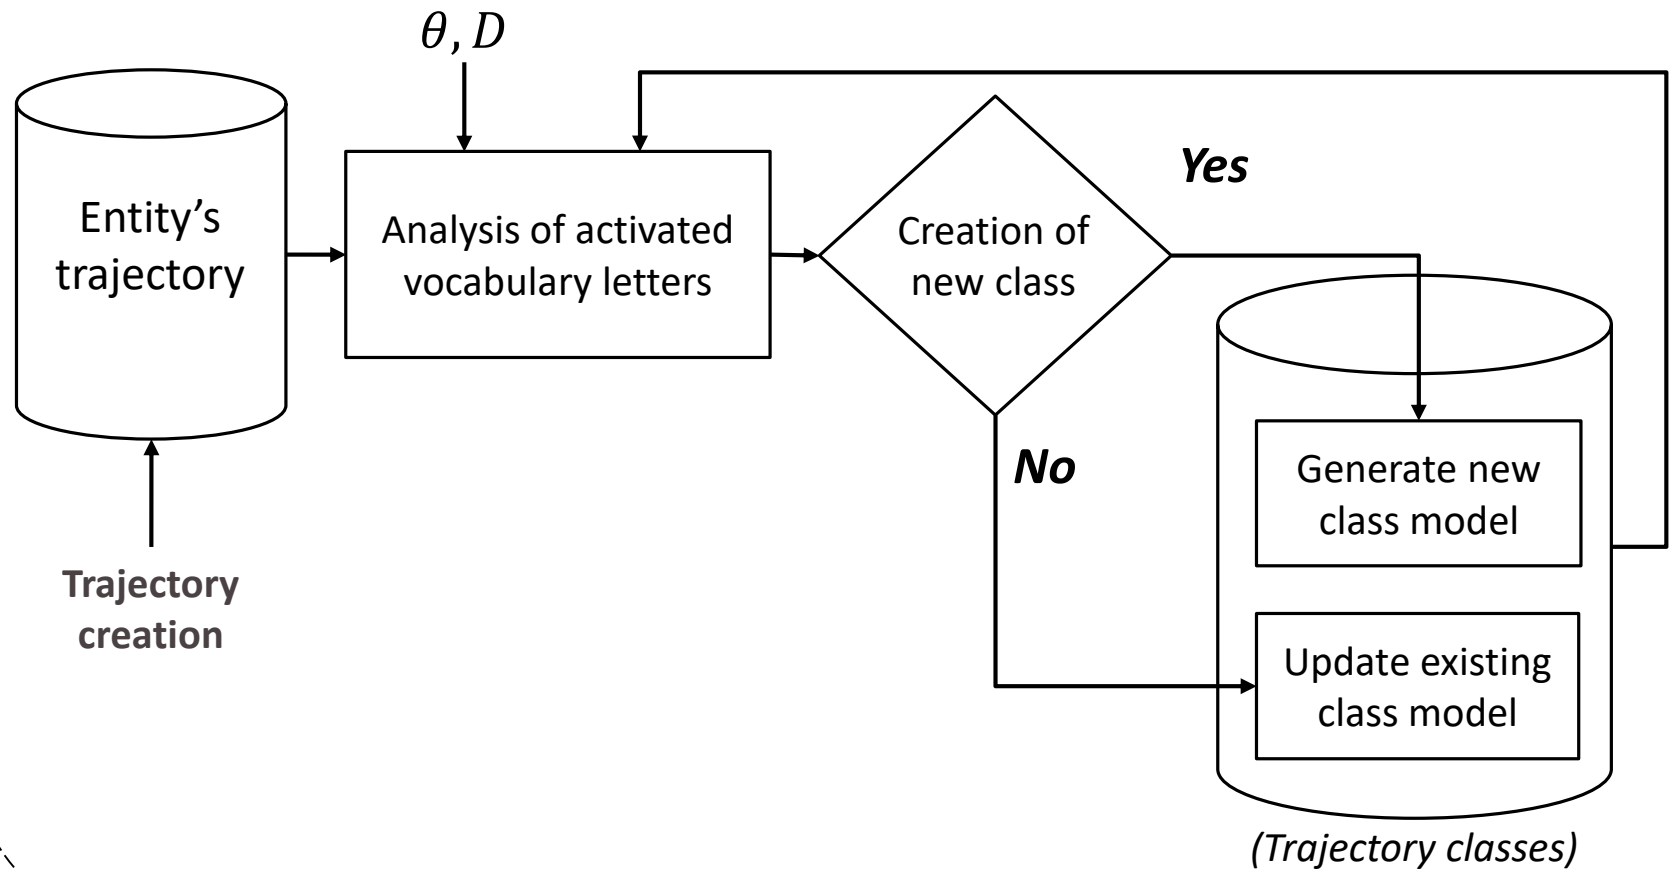 θ, D
Entity’s
trajectory
Analysis of activated
vocabulary letters
Creation of
new class
Yes
No
Generate new
class model
Update existing
class model
Trajectory
creation
(Trajectory classes)